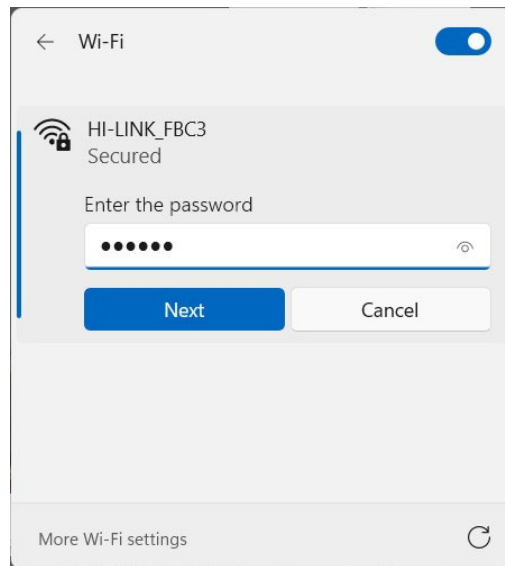 Wi-Fi
HI-LINK_FBC3
Secured
Enter the password
••••••
Next Cancel
More Wi-Fi settings